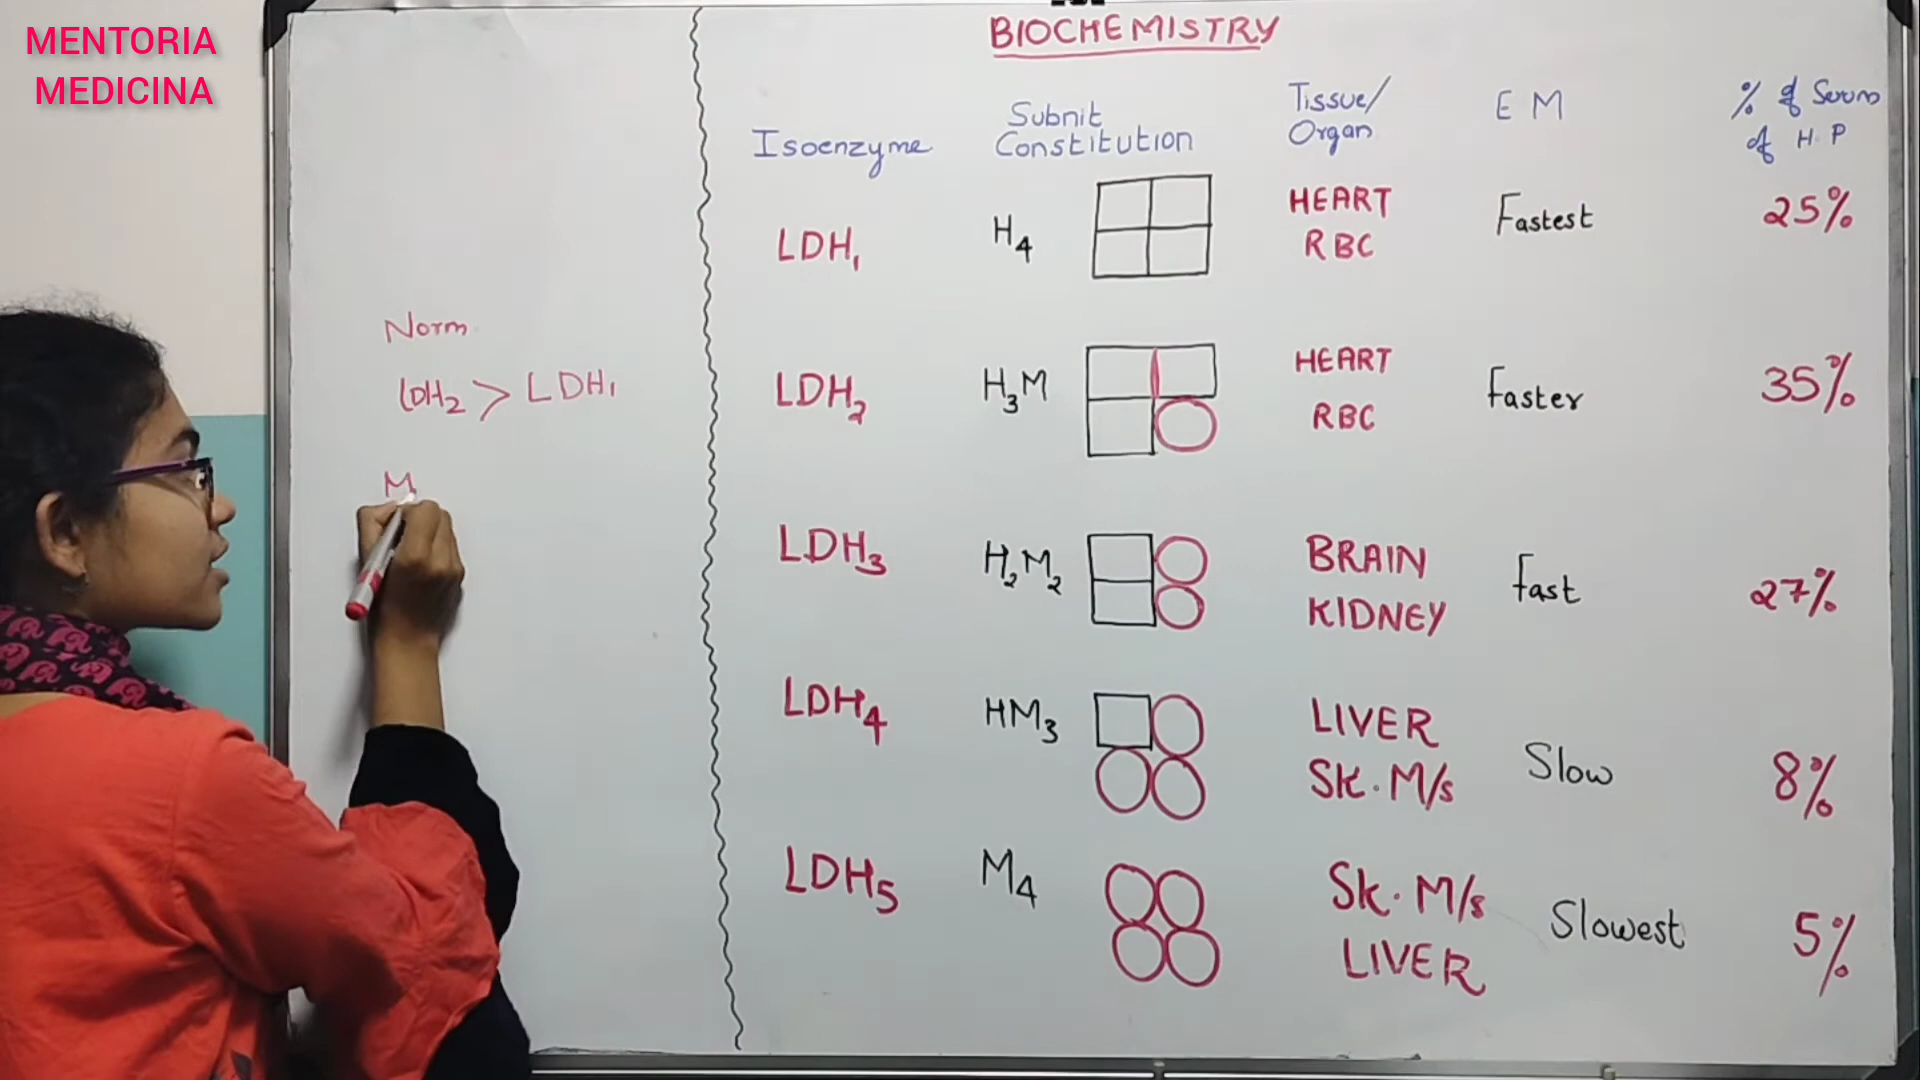 MENTORIA
MEDICINA
BIOCHEMISTRY
Isoenzyme
Subnit
Constitution
Tissue/
Organ
E M
% of Serum
of H.P
LDH₁ H₄ HEART
RBC Fastest 25%
LDH₂ H₃M HEART
RBC Faster 35%
LDH₃ H₂M₂ BRAIN
KIDNEY fast 27%
LDH₄ HM₃ LIVER
SK. M/s Slow 8%
LDH₅ M₄ SK. M/s
LIVER Slowest 5%
Norm
LDH₂ > LDH₁
M